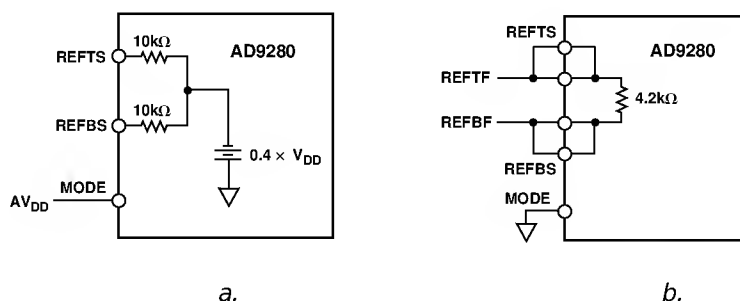 10kΩ
REFTS
AD9280
10kΩ
REFBS
0.4 × VDD
MODE
AVDD
a.
REFTS
AD9280
REFTF
4.2kΩ
REFBF
REFBS
MODE
b.